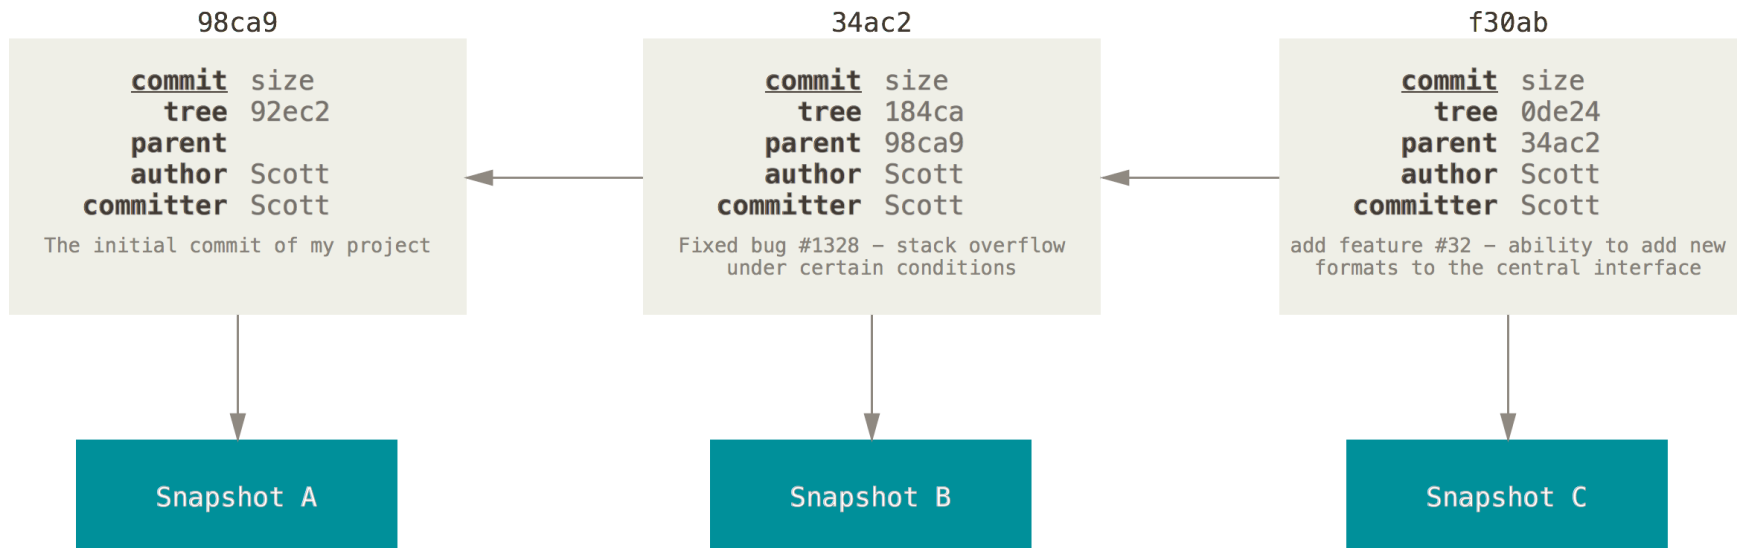 98ca9
commit size
tree 92ec2
parent
author Scott
committer Scott
The initial commit of my project
34ac2
commit size
tree 184ca
parent 98ca9
author Scott
committer Scott
Fixed bug #1328 – stack overflow
under certain conditions
f30ab
commit size
tree 0de24
parent 34ac2
author Scott
committer Scott
add feature #32 – ability to add new
formats to the central interface
Snapshot A
Snapshot B
Snapshot C